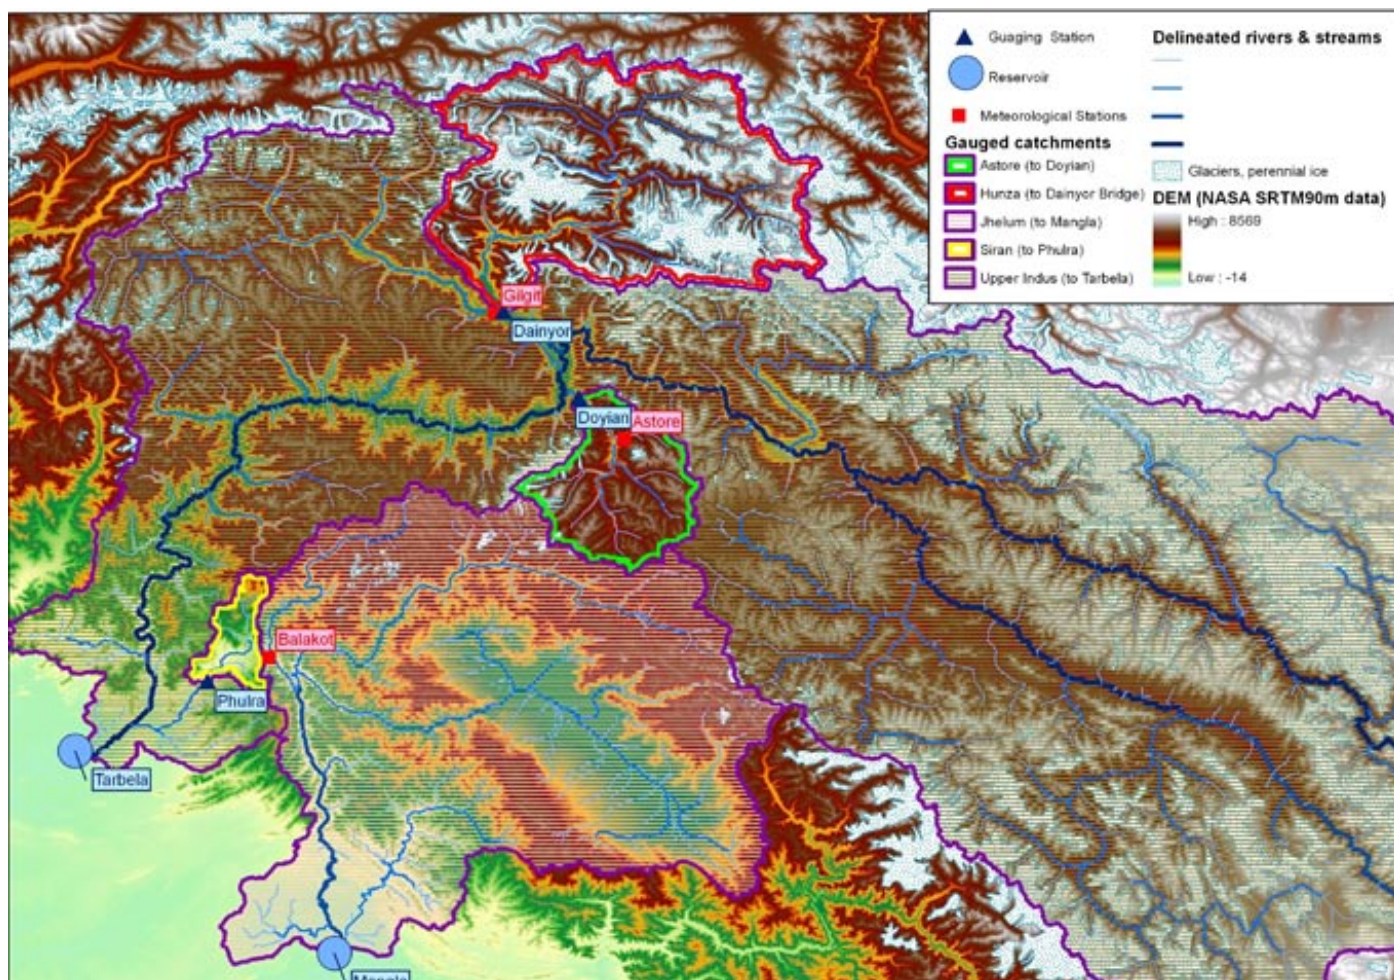 Guaging Station
Reservoir
Meteorological Stations
Gauged catchments
Astore (to Doyian)
Hunza (to Dainyor Bridge)
Jhelum (to Mangla)
Siran (to Phulra)
Upper Indus (to Tarbela)
Delineated rivers & streams
Glaciers, perennial ice
DEM (NASA SRTM90m data)
High : 8569
Low : -14
Gilgit
Dainyor
Doyian
Astore
Balakot
Phulra
Tarbela
Mangla